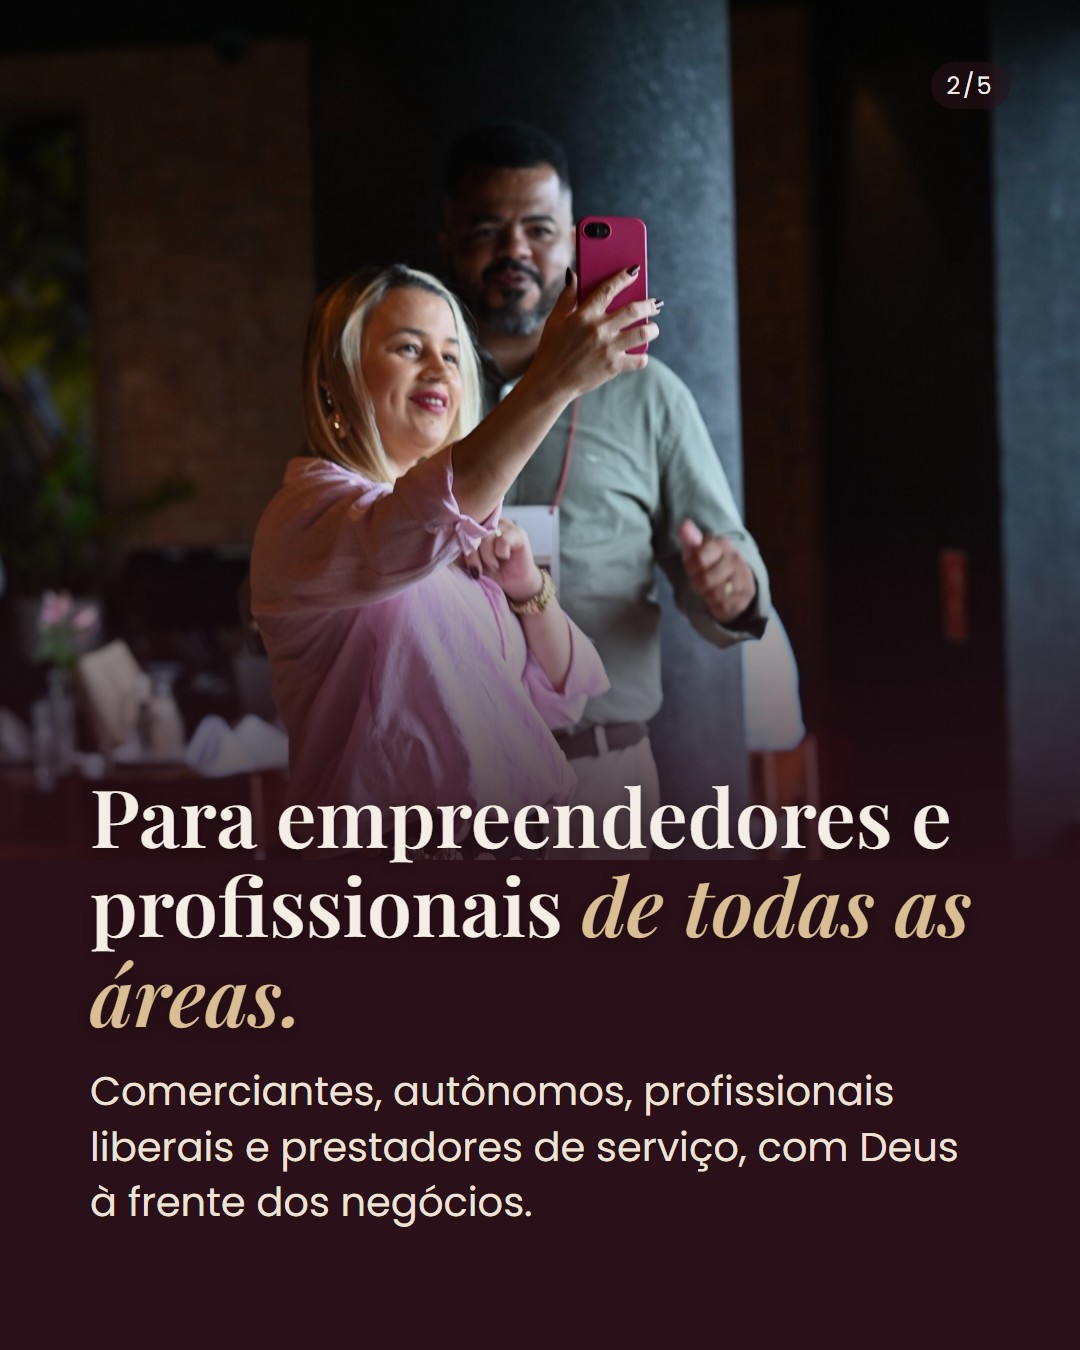 2/5
Para empreendedores e
profissionais de todas as
áreas.
Comerciantes, autônomos, profissionais
liberais e prestadores de serviço, com Deus
à frente dos negócios.